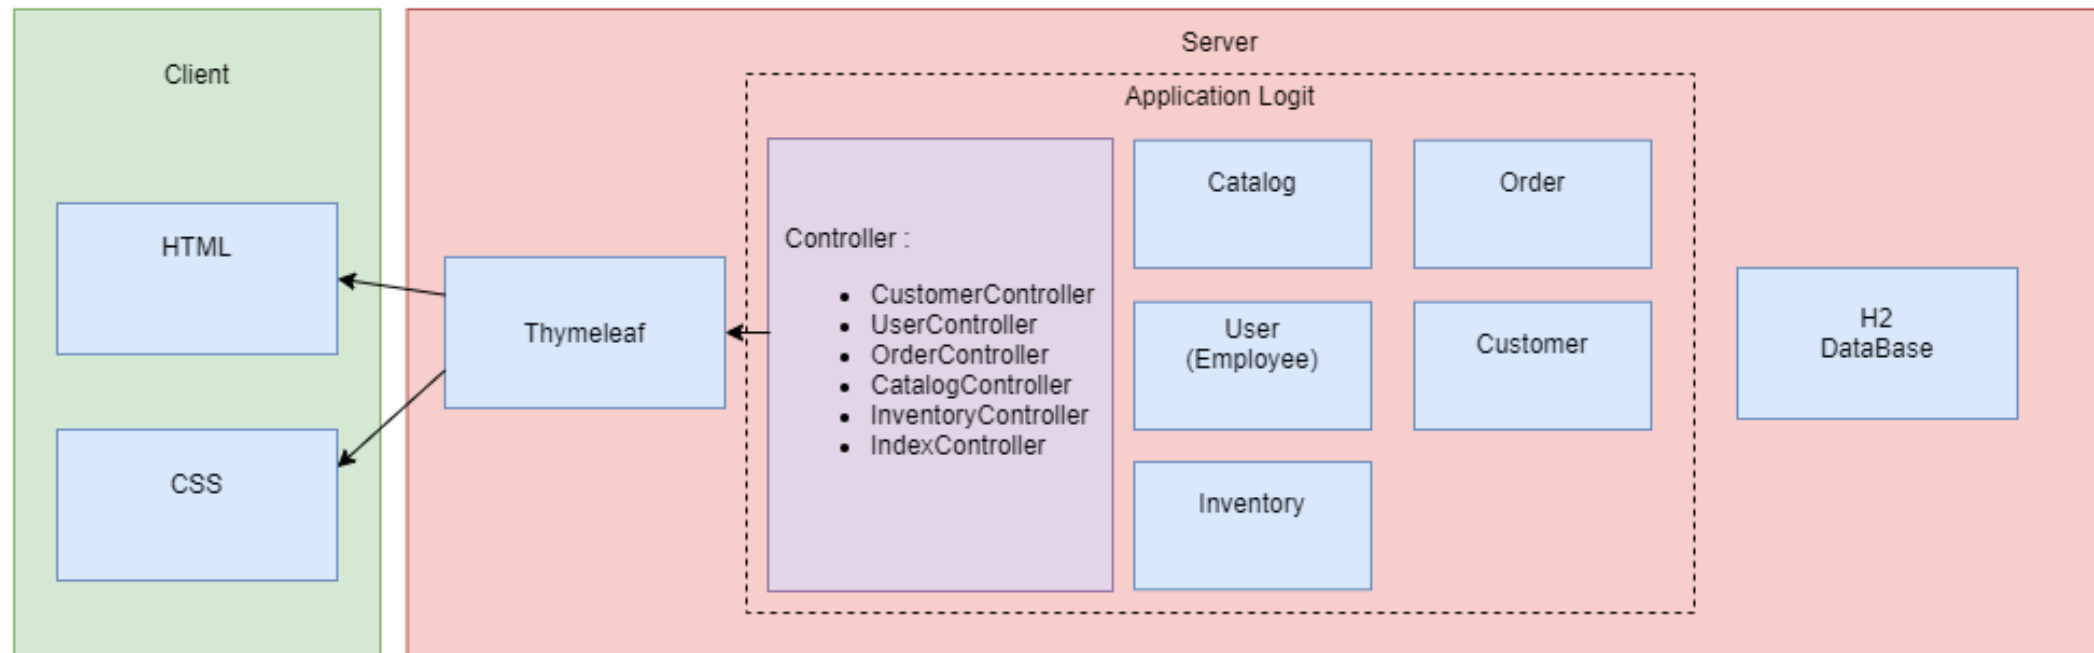 Client
HTML
CSS
Server
Thymeleaf
Application Logit
Controller :
• CustomerController
• UserController
• OrderController
• CatalogController
• InventoryController
• IndexController
Catalog
Order
User
(Employee)
Customer
Inventory
H2
DataBase